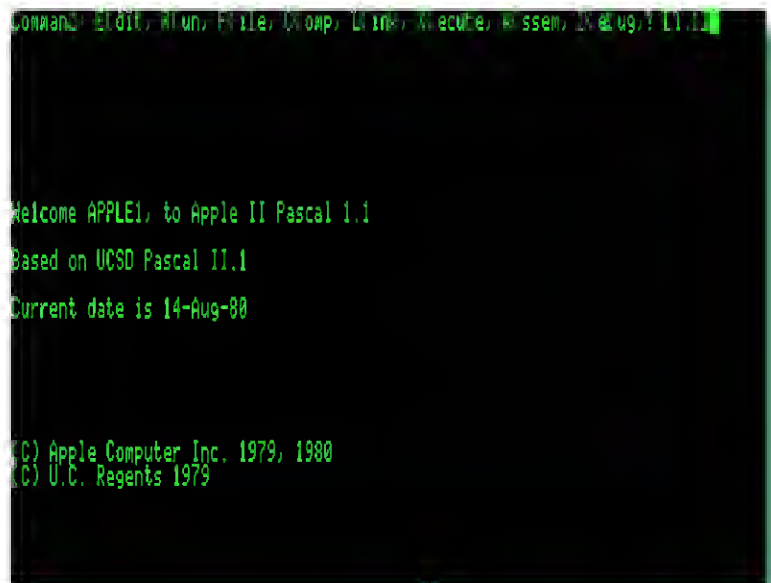 Command: E(dit, R(un, F(ile, C(omp, L(ink, X(ecute, A(ssem, D(ebug,? [1.1]
Welcome APPLE1, to Apple II Pascal 1.1
Based on UCSD Pascal II.1
Current date is 14-Aug-80
(C) Apple Computer Inc. 1979, 1980
(C) U.C. Regents 1979